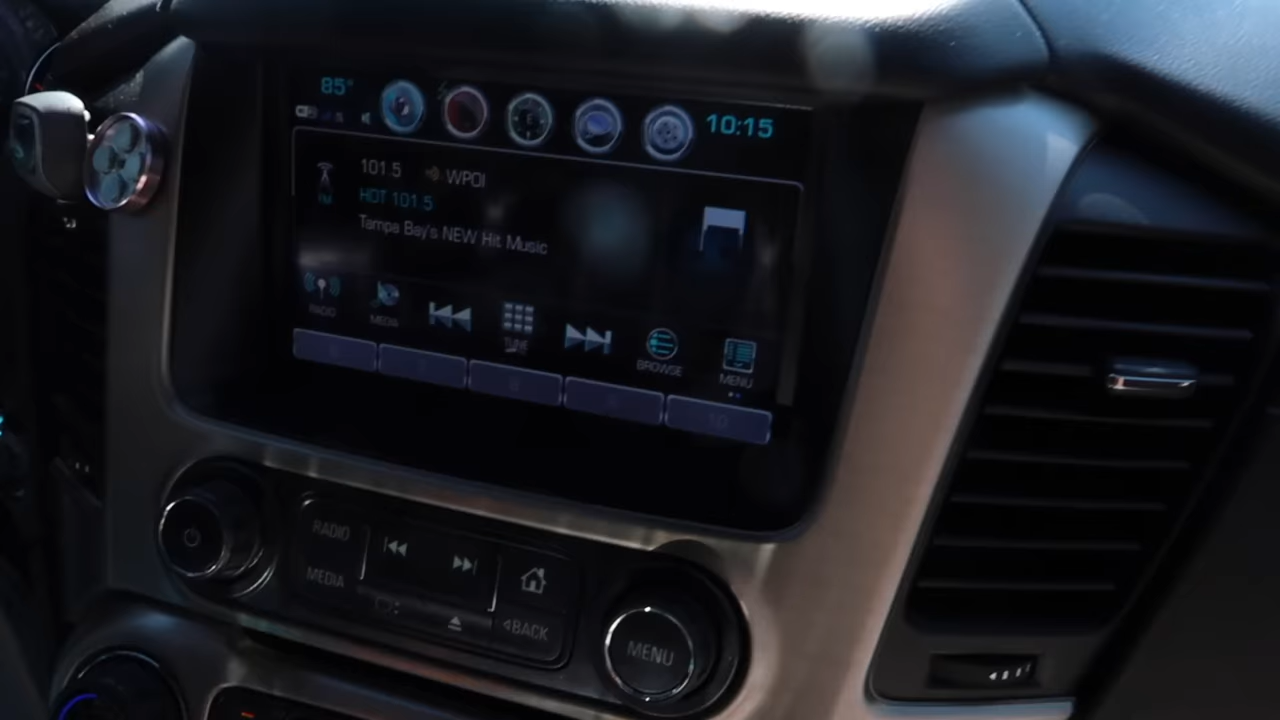 85°
10:15
101.5 WPOI
HOT 101 5
Tampa Bay's NEW Hit Music
RADIO
MEDIA
TUNE
BROWSE
MENU
10
RADIO
MEDIA
◁BACK
MENU